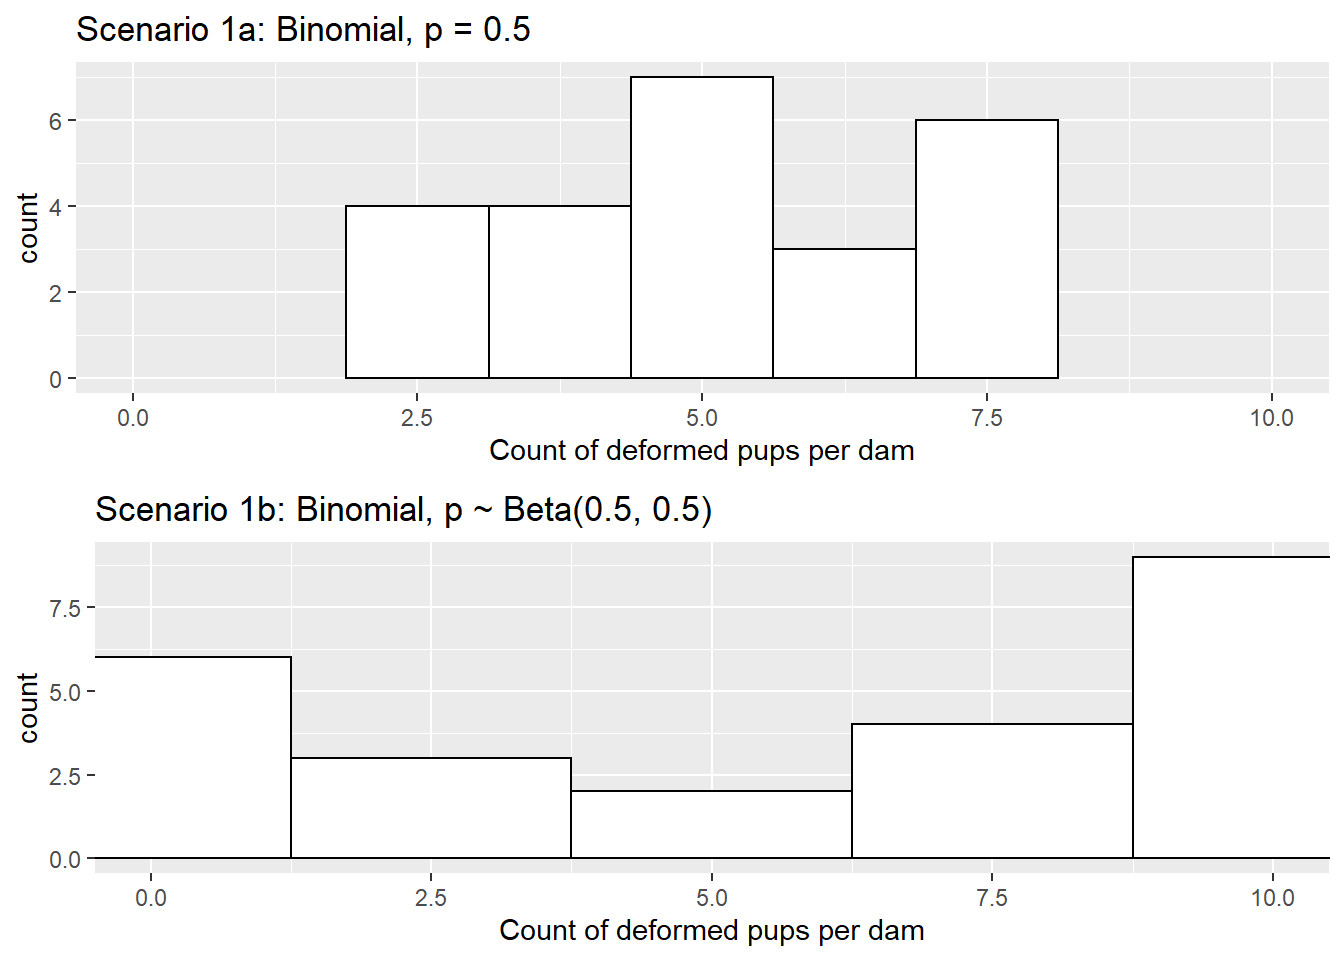 Scenario 1a: Binomial, p = 0.5
6
4
2
0
count
0.0 2.5 5.0 7.5 10.0
Count of deformed pups per dam
Scenario 1b: Binomial, p ~ Beta(0.5, 0.5)
7.5
5.0
2.5
0.0
count
0.0 2.5 5.0 7.5 10.0
Count of deformed pups per dam